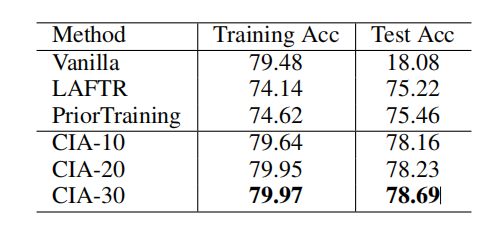 Method Training Acc Test Acc
Vanilla 79.48 18.08
LAFTR 74.14 75.22
PriorTraining 74.62 75.46
CIA-10 79.64 78.16
CIA-20 79.95 78.23
CIA-30 79.97 78.69